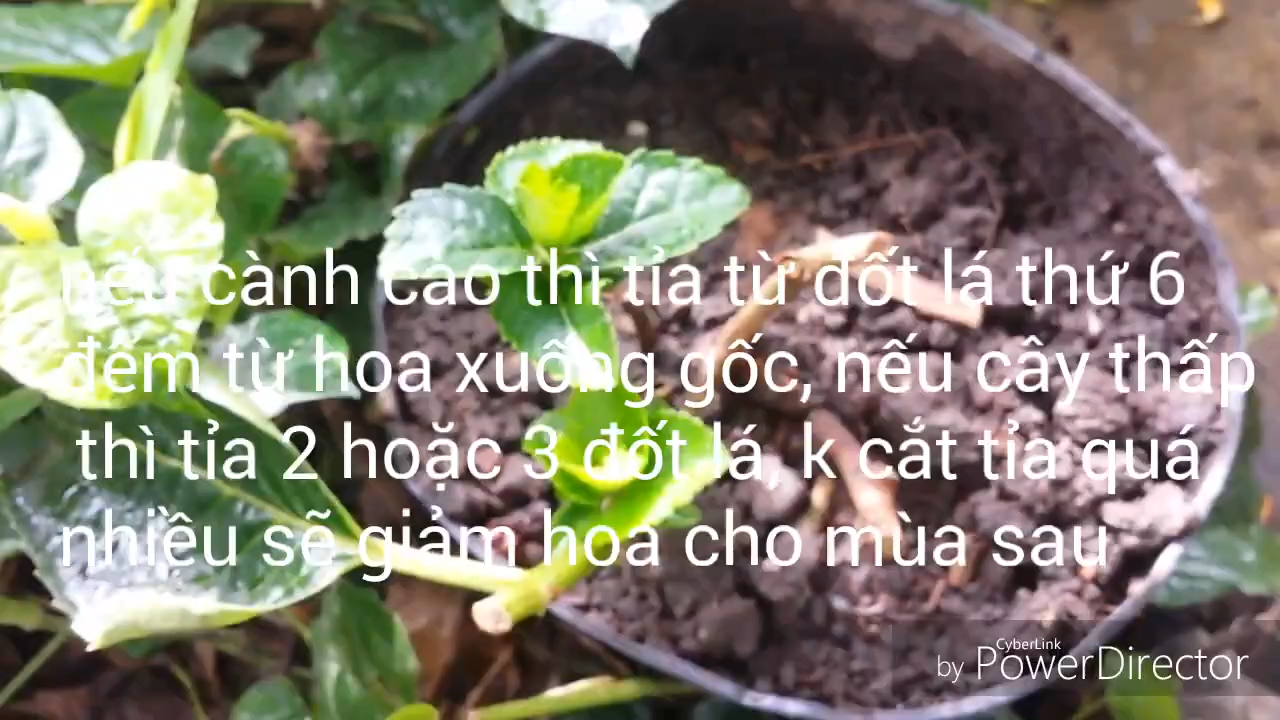 nếu cành cao thì tỉa từ đốt lá thứ 6
đếm từ hoa xuống gốc, nếu cây thấp
thì tỉa 2 hoặc 3 đốt lá, k cắt tỉa quá
nhiều sẽ giảm hoa cho mùa sau
CyberLink
by PowerDirector